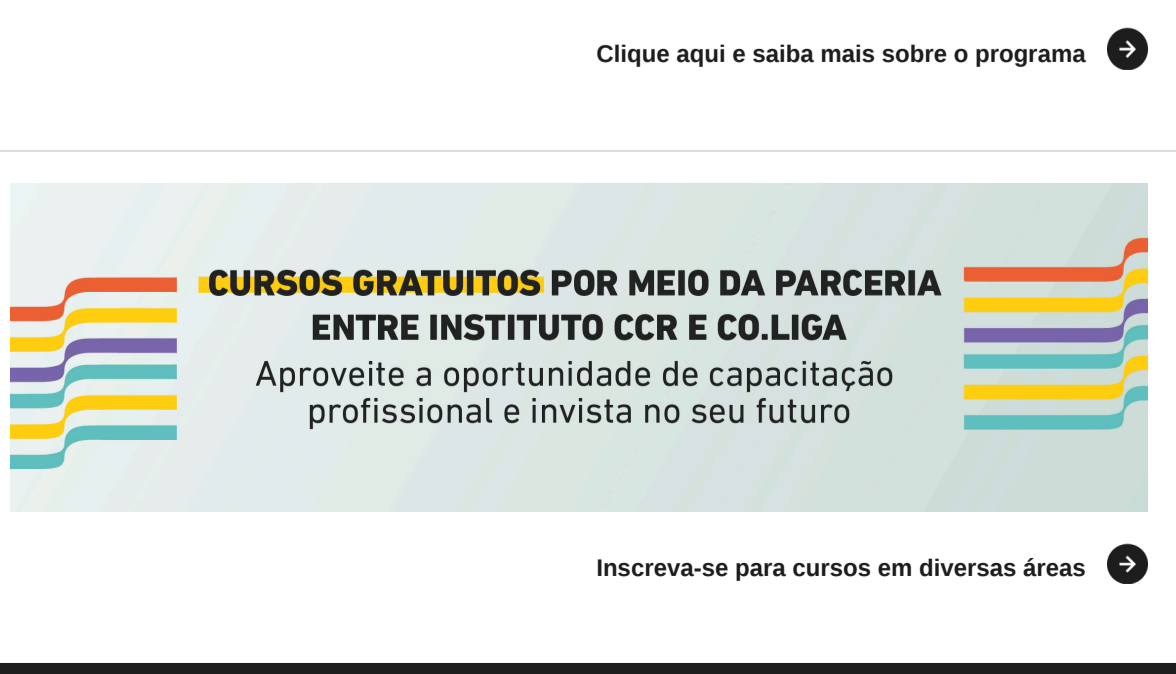 Clique aqui e saiba mais sobre o programa
CURSOS GRATUITOS POR MEIO DA PARCERIA
ENTRE INSTITUTO CCR E CO.LIGA
Aproveite a oportunidade de capacitação
profissional e invista no seu futuro
Inscreva-se para cursos em diversas áreas